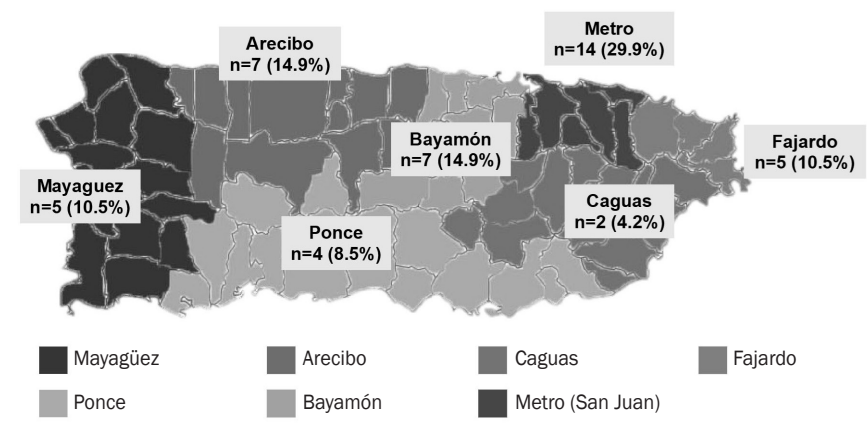 Metro
n=14 (29.9%)
Arecibo
n=7 (14.9%)
Bayamón
n=7 (14.9%)
Fajardo
n=5 (10.5%)
Mayaguez
n=5 (10.5%)
Caguas
n=2 (4.2%)
Ponce
n=4 (8.5%)
Mayagüez
Arecibo
Caguas
Fajardo
Ponce
Bayamón
Metro (San Juan)